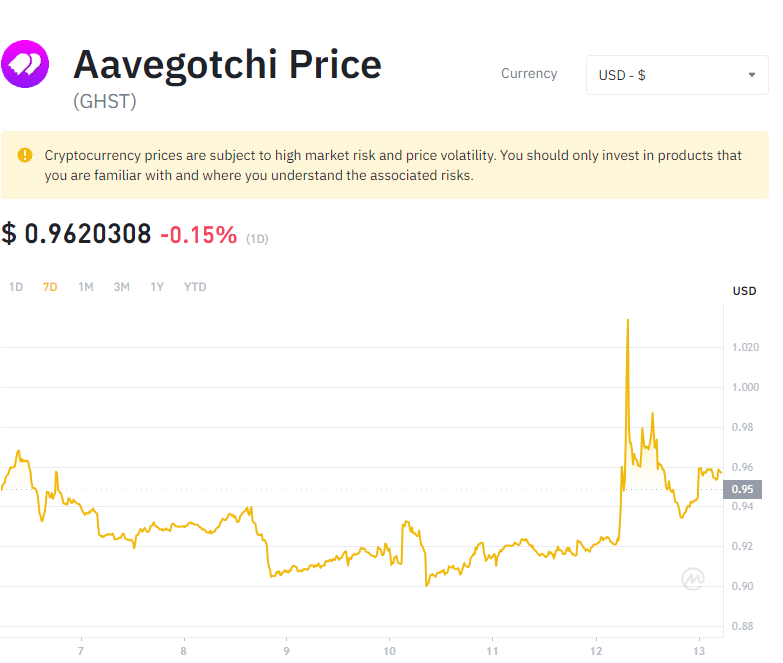 Aavegotchi Price
(GHST)
Currency
USD - $
Cryptocurrency prices are subject to high market risk and price volatility. You should only invest in products that
you are familiar with and where you understand the associated risks.
$ 0.9620308 -0.15% (1D)
1D 7D 1M 3M 1Y YTD
USD
1.020
1.000
0.98
0.96
0.95
0.94
0.92
0.90
0.88
7 8 9 10 11 12 13